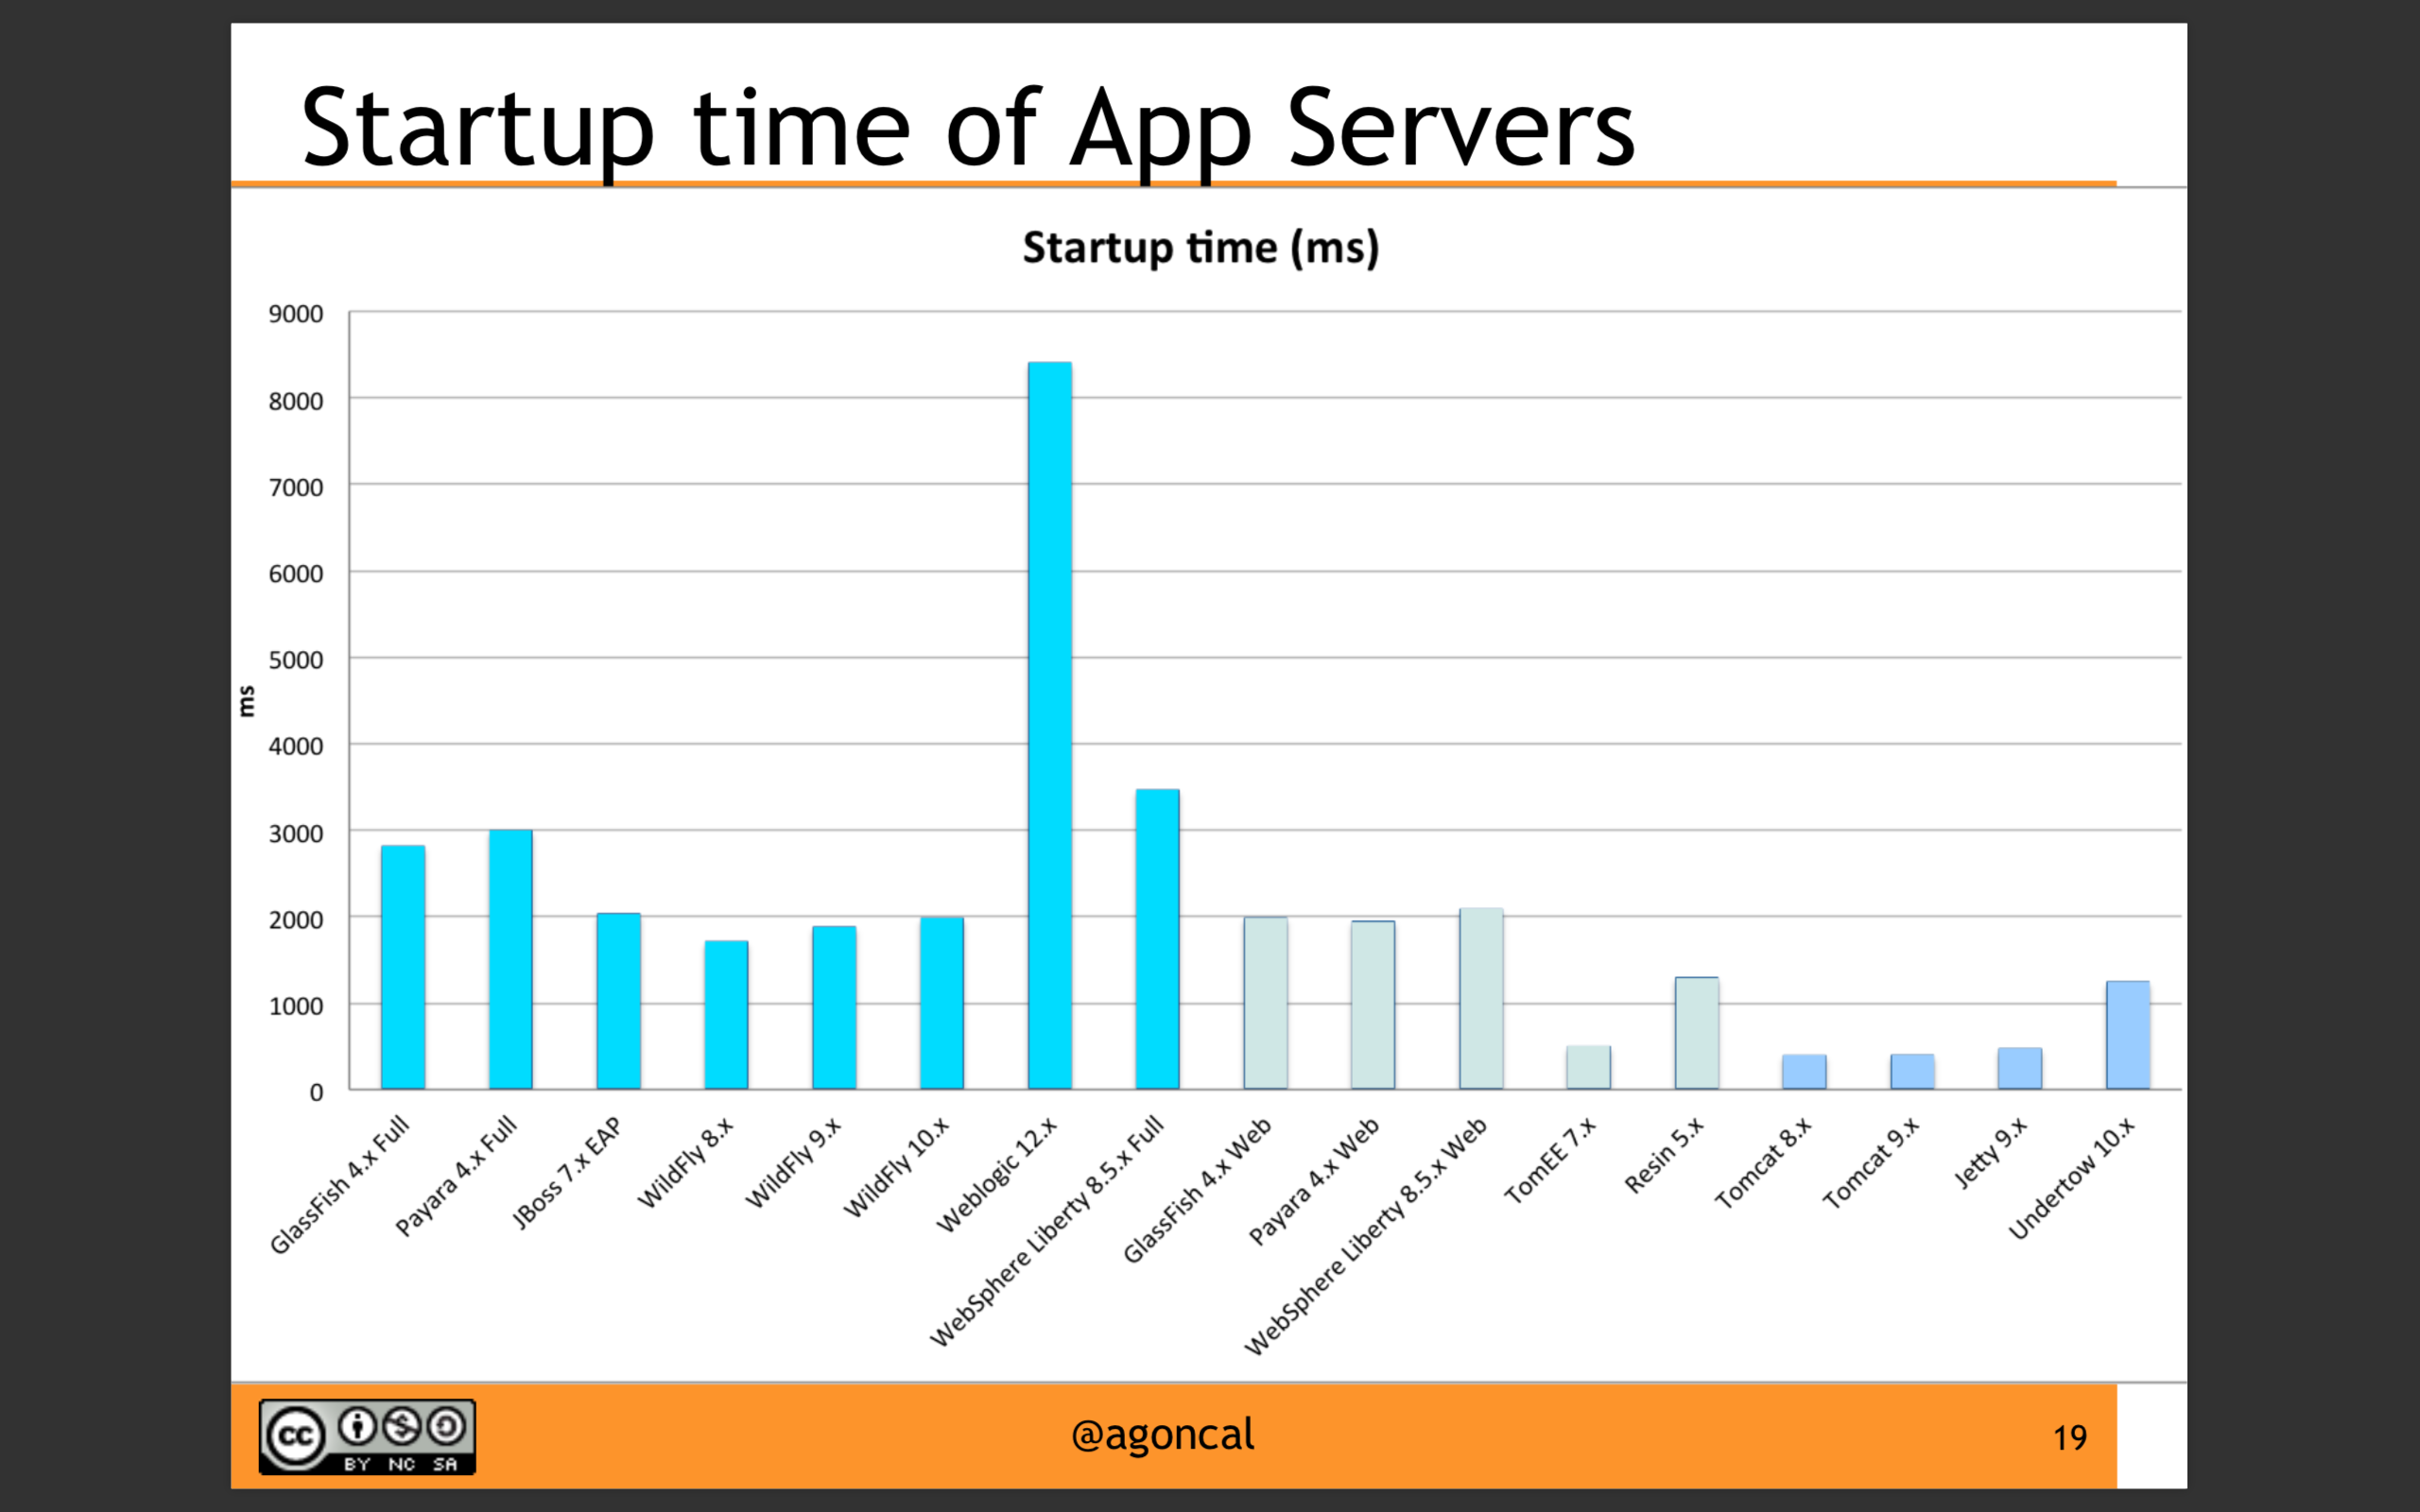 Startup time of App Servers
Startup time (ms)
9000
8000
7000
6000
5000
4000
3000
2000
1000
0
ms
GlassFish 4.x Full
Payara 4.x Full
JBoss 7.x EAP
WildFly 8.x
WildFly 9.x
WildFly 10.x
Weblogic 12.x
WebSphere Liberty 8.5.x Full
GlassFish 4.x Web
Payara 4.x Web
WebSphere Liberty 8.5.x Web
TomEE 7.x
Resin 5.x
Tomcat 8.x
Tomcat 9.x
Jetty 9.x
Undertow 10.x
cc
BY NC SA
@agoncal
19